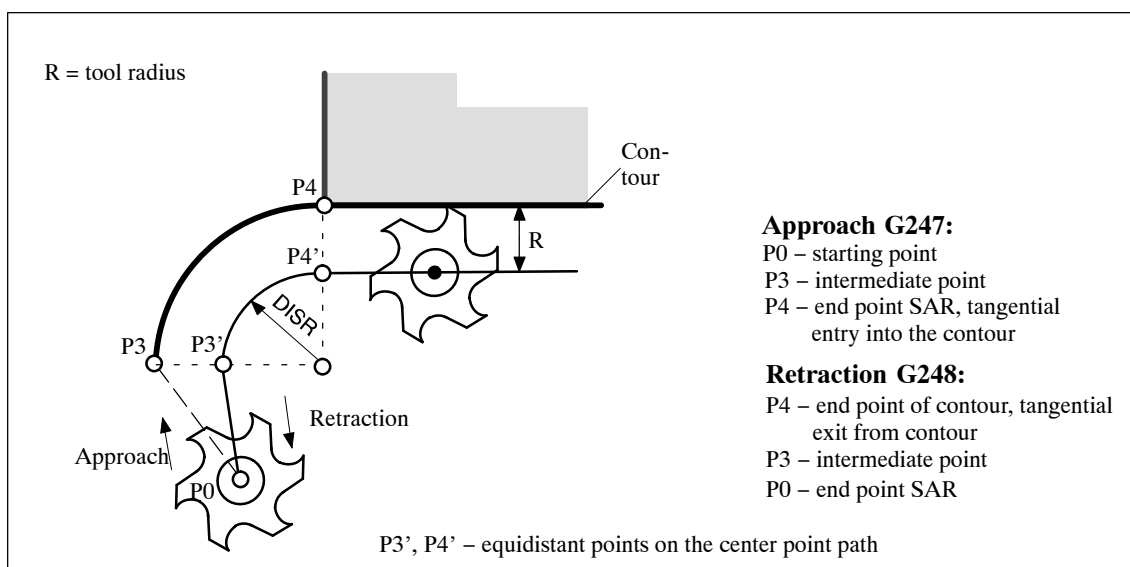 R = tool radius
Con-
tour
P4
R
P4’
DISR
P3
P3’
Retraction
Approach
P0
Approach G247:
P0 – starting point
P3 – intermediate point
P4 – end point SAR, tangential
entry into the contour
Retraction G248:
P4 – end point of contour, tangential
exit from contour
P3 – intermediate point
P0 – end point SAR
P3’, P4’ – equidistant points on the center point path